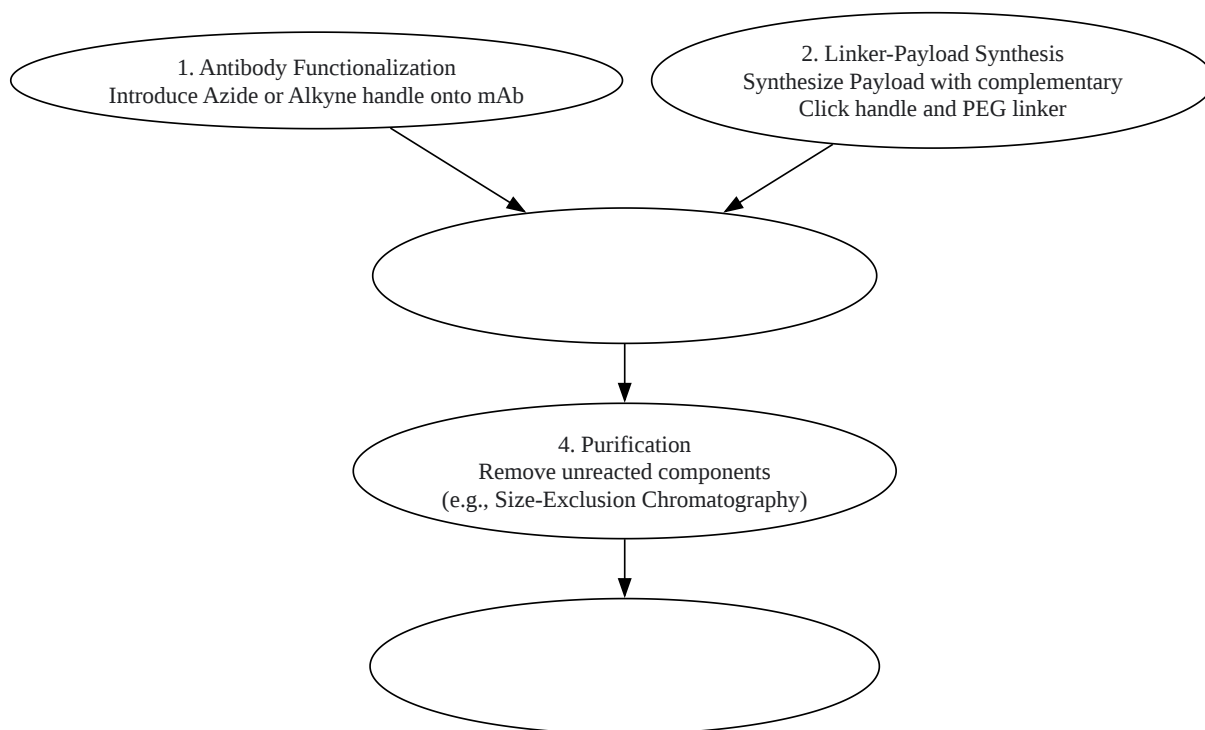 1. Antibody Functionalization
Introduce Azide or Alkyne handle onto mAb
2. Linker-Payload Synthesis
Synthesize Payload with complementary
Click handle and PEG linker
4. Purification
Remove unreacted components
(e.g., Size-Exclusion Chromatography)